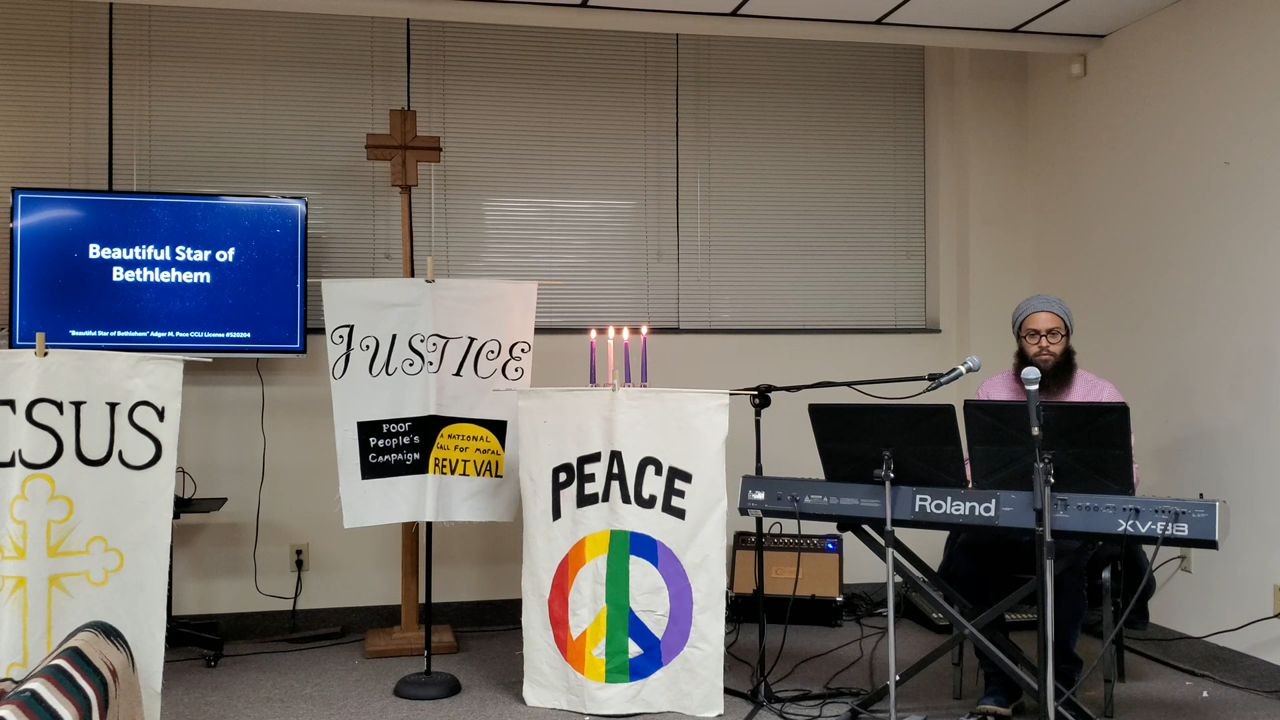 Beautiful Star of
Bethlehem
"Beautiful Star of Bethlehem" Adger M. Pace CCLI License #520204
ESUS
JUSTICE
POOR
People's
CAMPAIGN
A NATIONAL
CALL FOR MORAL
REVIVAL
PEACE
Roland
XV-88